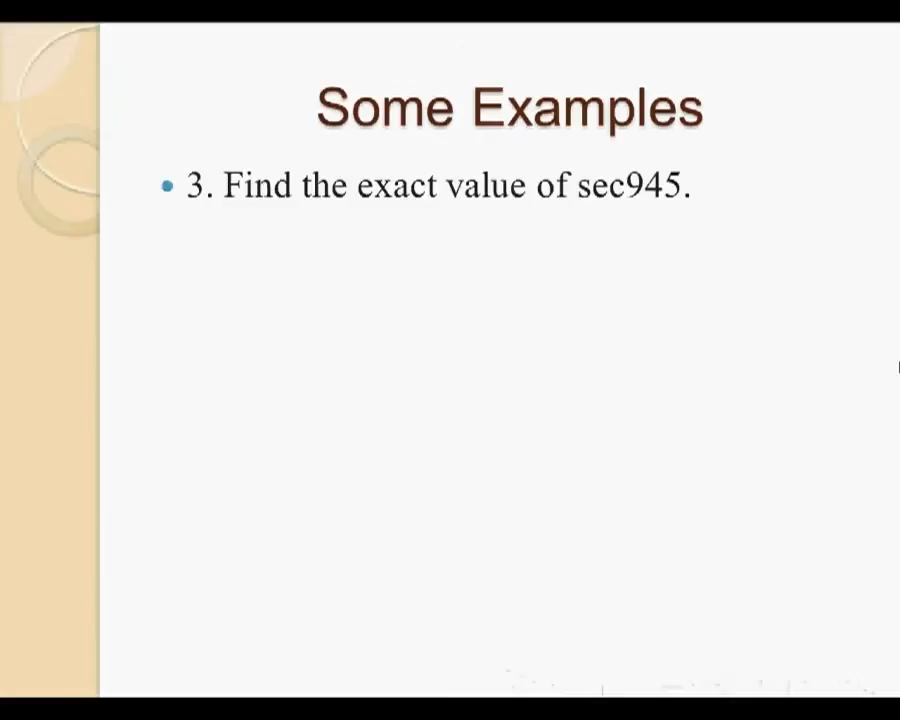 Some Examples
• 3. Find the exact value of sec945.